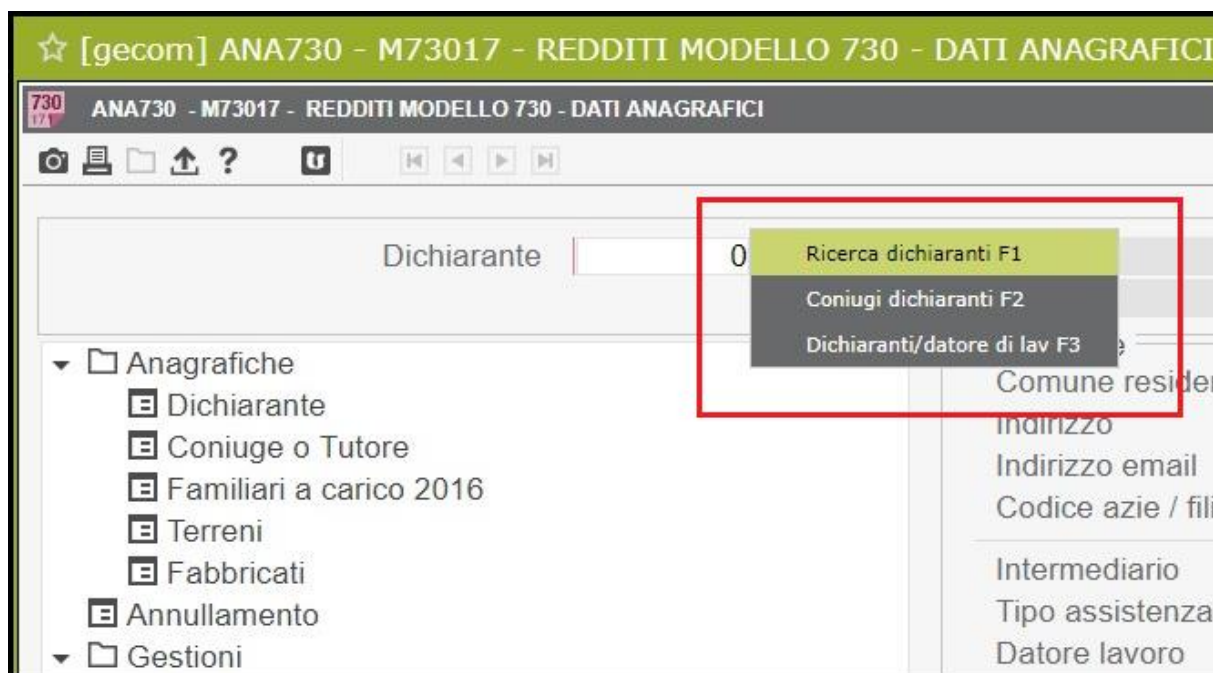 ☆ [gecom] ANA730 - M73017 - REDDITI MODELLO 730 - DATI ANAGRAFICI
730 171 ANA730 - M73017 - REDDITI MODELLO 730 - DATI ANAGRAFICI
?
Dichiarante 0
Ricerca dichiaranti F1
Coniugi dichiaranti F2
Dichiaranti/datore di lav F3
Anagrafiche
Dichiarante
Coniuge o Tutore
Familiari a carico 2016
Terreni
Fabbricati
Annullamento
Gestioni
Comune reside
Indirizzo
Indirizzo email
Codice azie / fili
Intermediario
Tipo assistenza
Datore lavoro